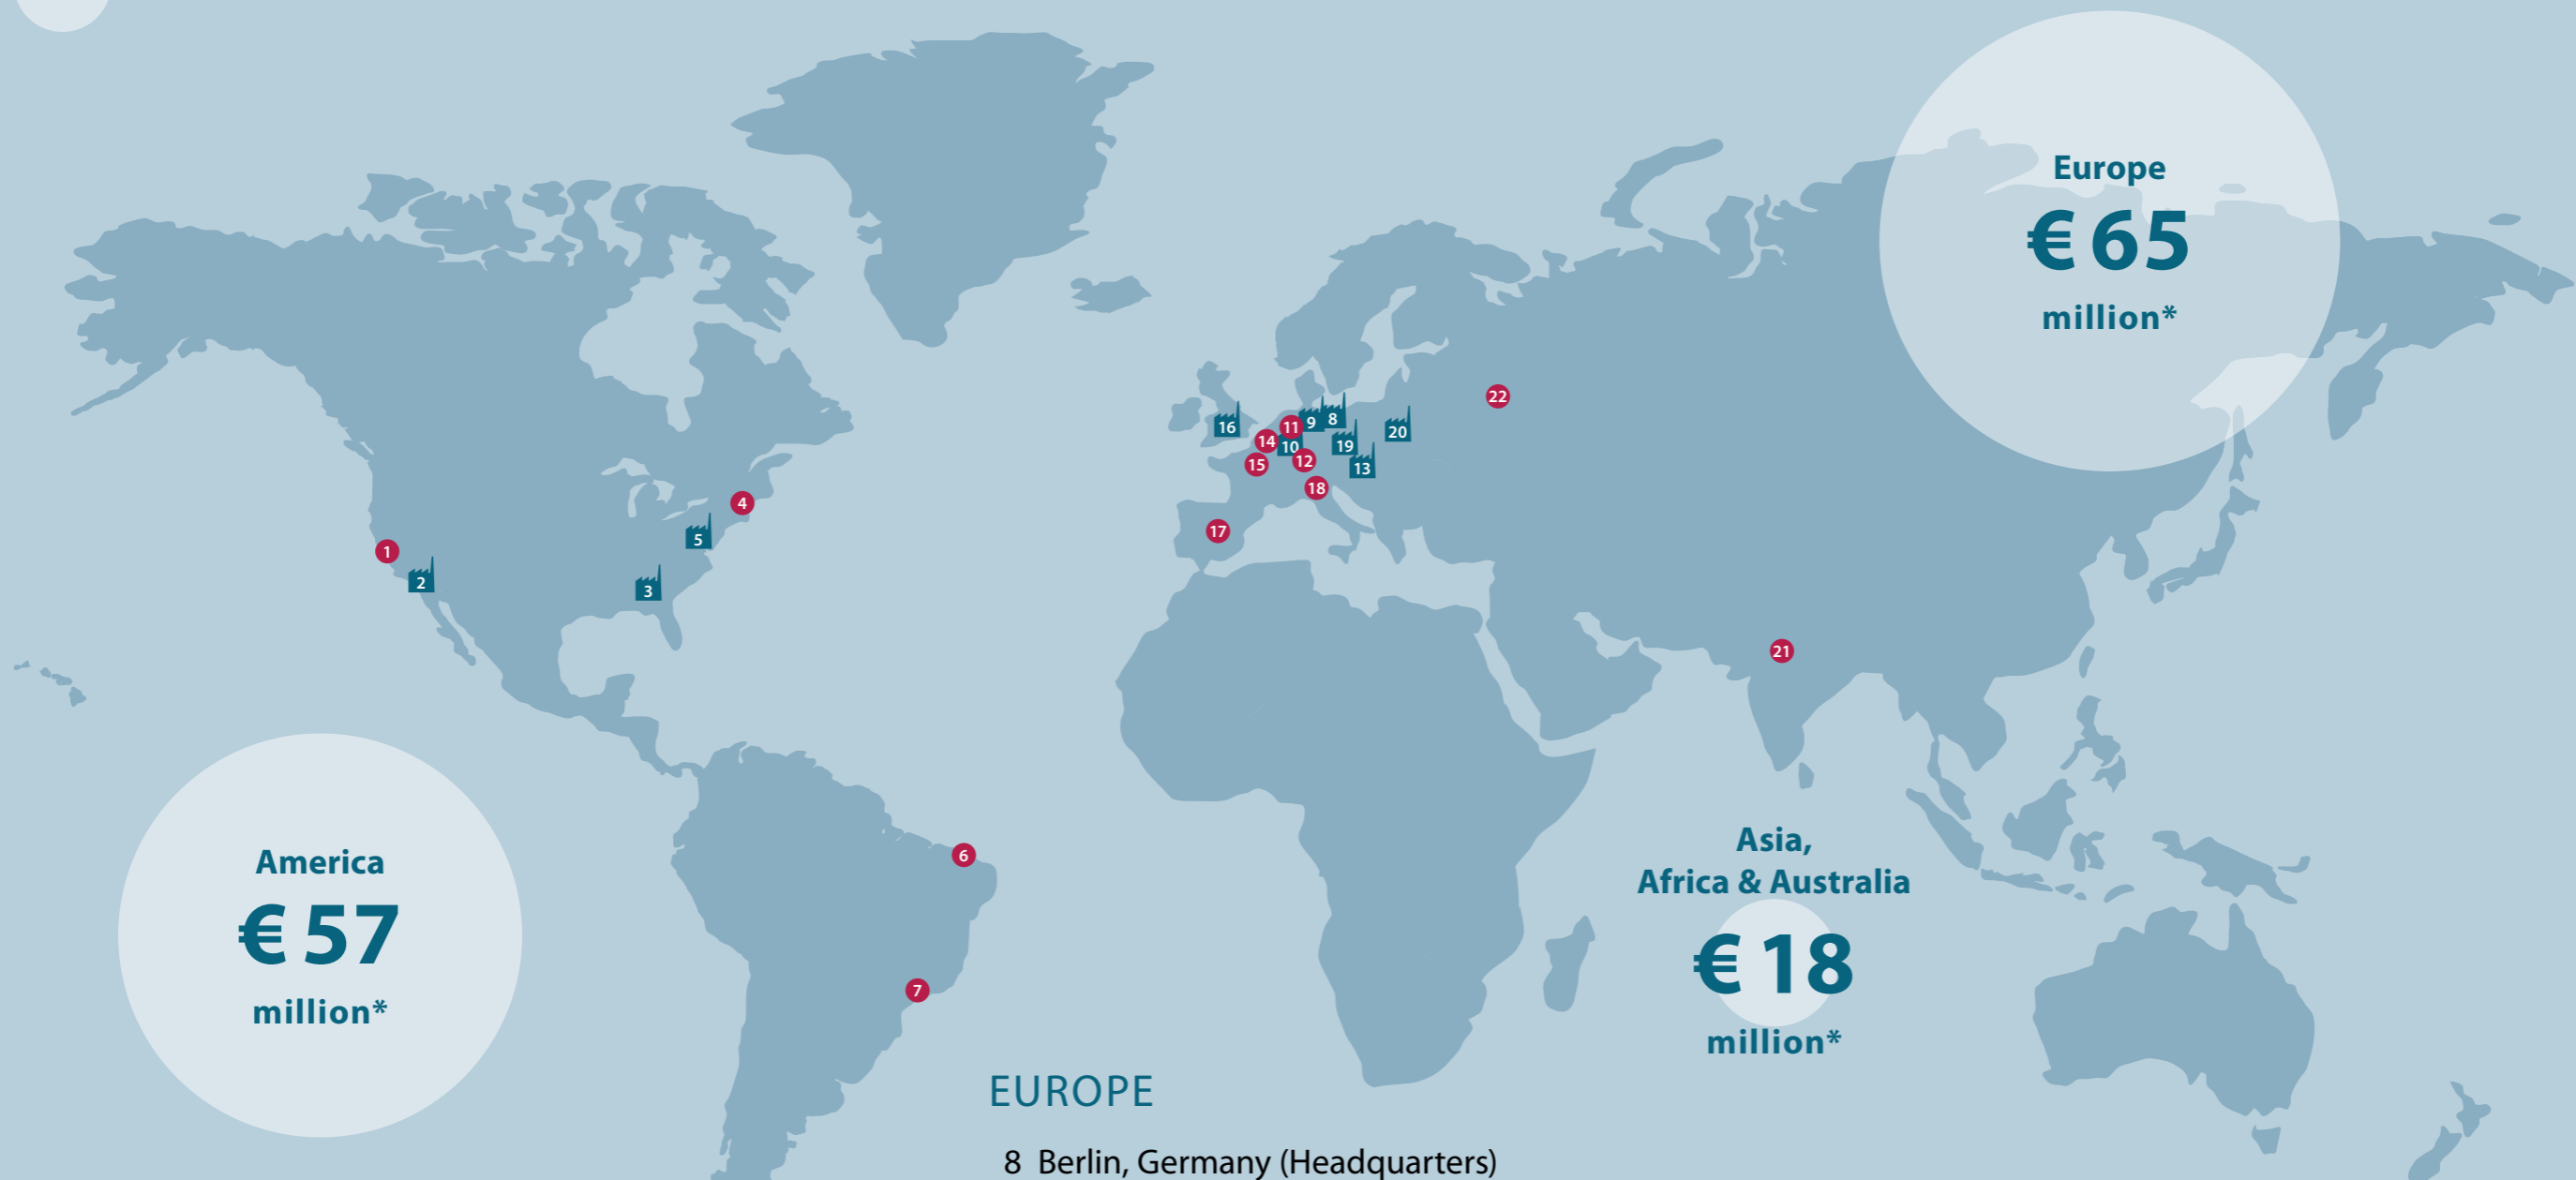 Europe
€ 65
million*
22
16
11
9
8
20
14
10
19
15
12
13
18
4
17
5
1
2
3
21
Asia,
Africa & Australia
€ 18
million*
America
€ 57
million*
6
7
EUROPE
8 Berlin, Germany (Headquarters)